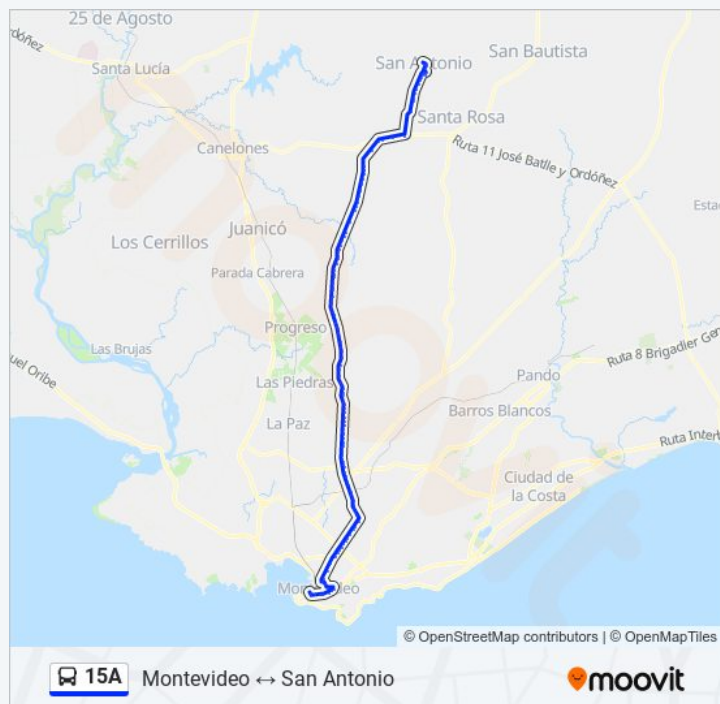 25 de Agosto
San Bautista
San Antonio
Santa Lucía
Santa Rosa
Canelones
Ruta 11 José Batlle y Ordóñez
Juanicó
Los Cerrillos
Parada Cabrera
Progreso
Las Brujas
Ruta 8 Brigadier Gen
Pando
Las Piedras
Barros Blancos
La Paz
Ruta Interb
Ciudad de
la Costa
Montevideo
© OpenStreetMap contributors | © OpenMapTiles
15A Montevideo ↔ San Antonio
moovit